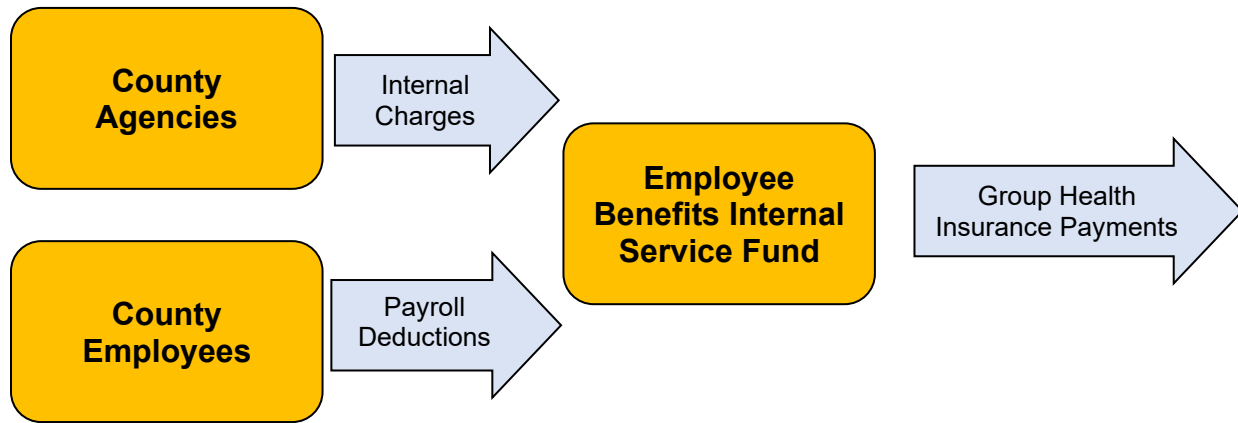 County
Agencies
Internal
Charges
Employee
Benefits Internal
Service Fund
Group Health
Insurance Payments
County
Employees
Payroll
Deductions